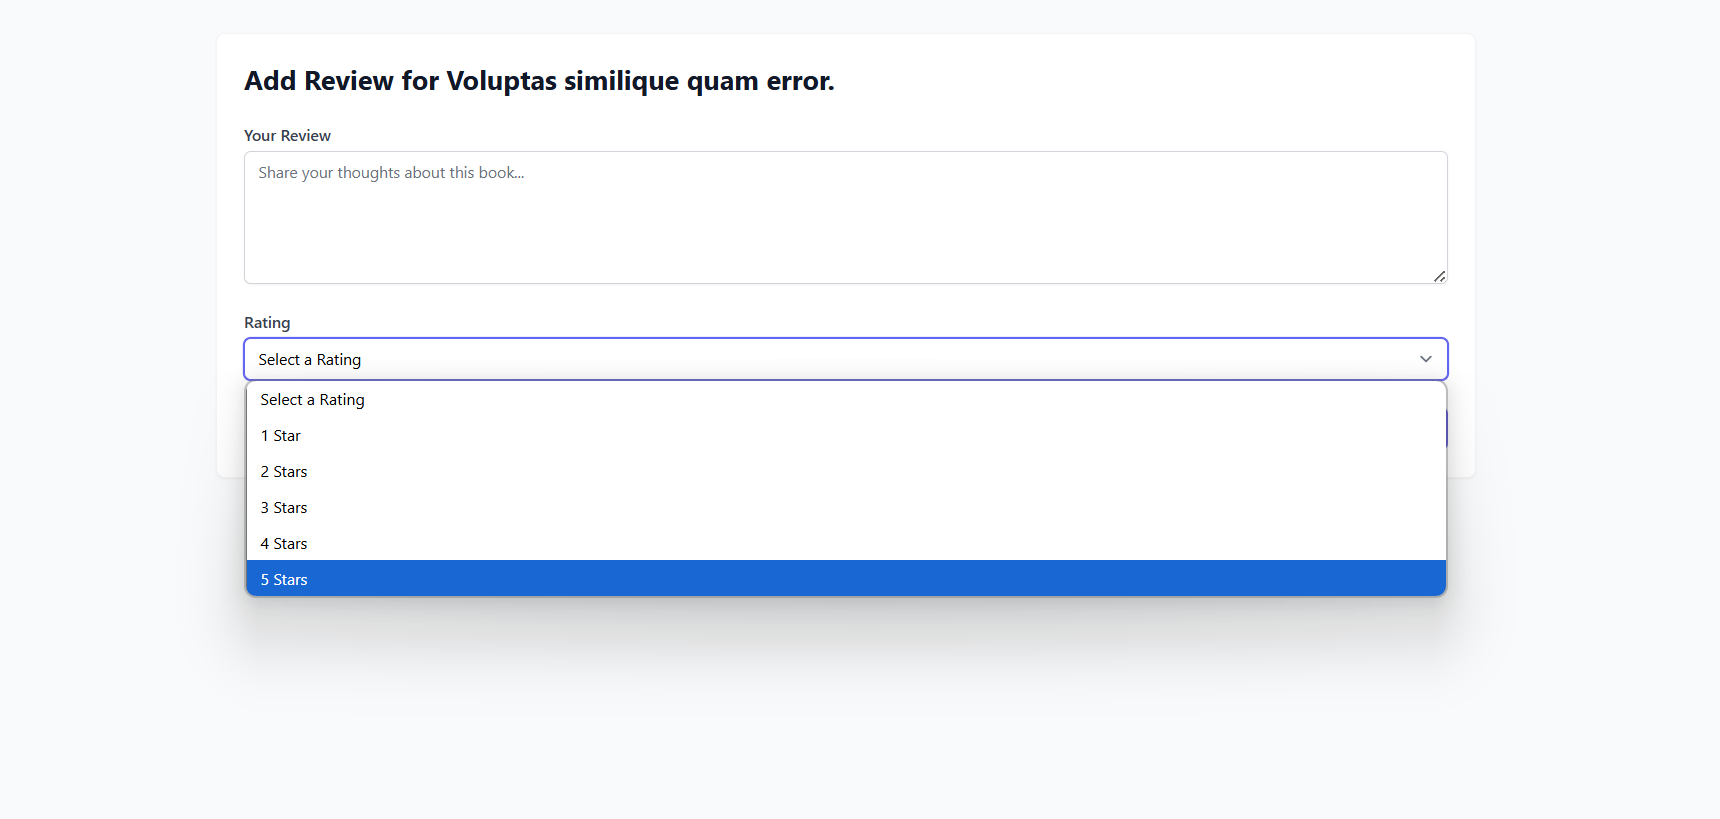 Add Review for Voluptas similique quam error.
Your Review
Share your thoughts about this book...
Rating
Select a Rating
Select a Rating
1 Star
2 Stars
3 Stars
4 Stars
5 Stars